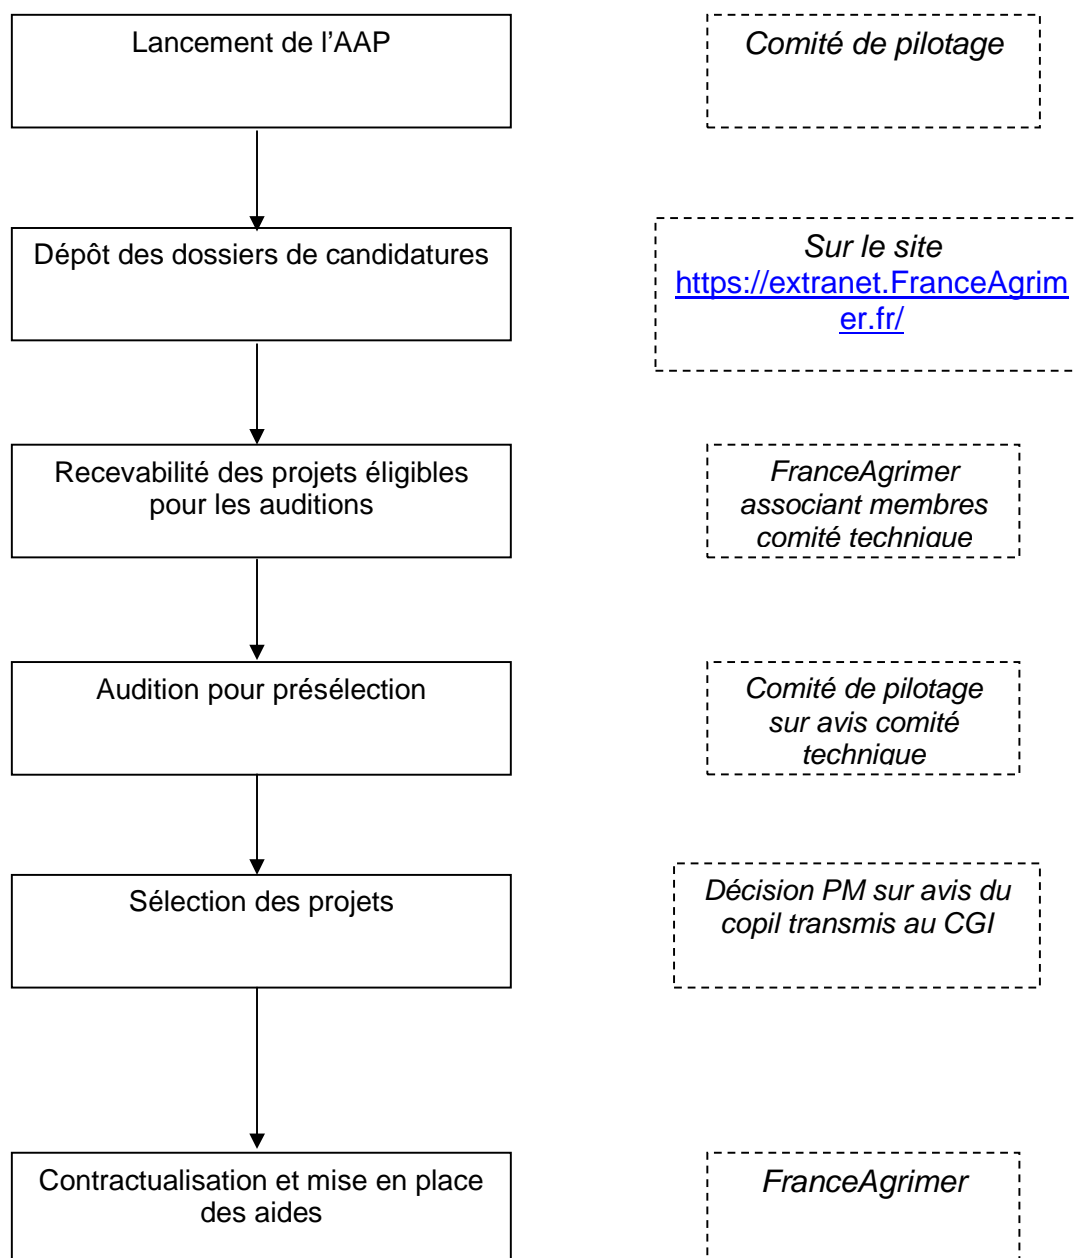 Lancement de l’AAP
Comité de pilotage
Dépôt des dossiers de candidatures
Sur le site
https://extranet.FranceAgrim
er.fr/
Recevabilité des projets éligibles
pour les auditions
FranceAgrimer
associant membres
comité technique
Audition pour présélection
Comité de pilotage
sur avis comité
technique
Sélection des projets
Décision PM sur avis du
copil transmis au CGI
Contractualisation et mise en place
des aides
FranceAgrimer